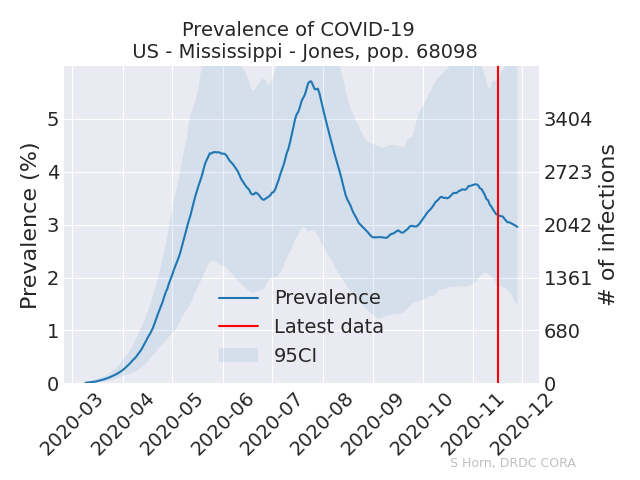 Prevalence of COVID-19
US - Mississippi - Jones, pop. 68098
Prevalence (%)
5
4
3
2
1
0
3404
2723
2042
1361
680
0
# of infections
Prevalence
Latest data
95CI
2020-03
2020-04
2020-05
2020-06
2020-07
2020-08
2020-09
2020-10
2020-11
2020-12
S Horn, DRDC CORA